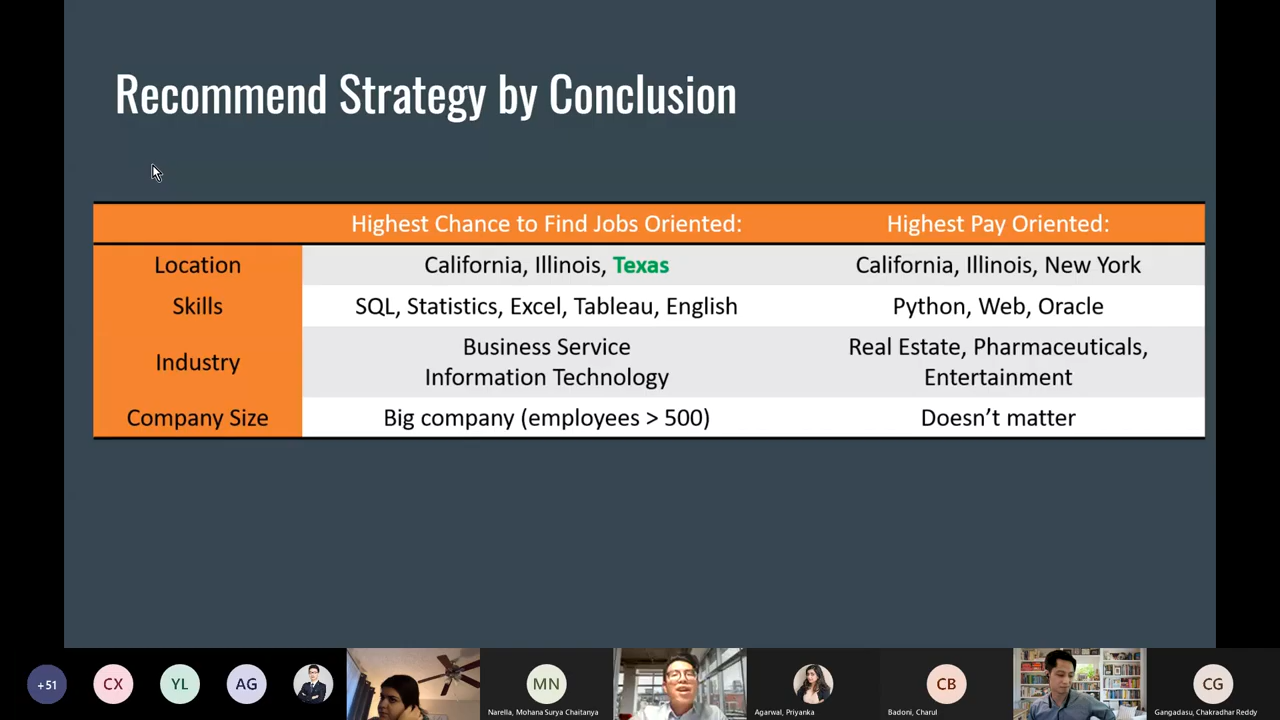 Recommend Strategy by Conclusion
Highest Chance to Find Jobs Oriented: Highest Pay Oriented:
Location California, Illinois, Texas California, Illinois, New York
Skills SQL, Statistics, Excel, Tableau, English Python, Web, Oracle
Industry Business Service Real Estate, Pharmaceuticals,
Information Technology Entertainment
Company Size Big company (employees > 500) Doesn’t matter
+51 CX YL AG MN CB CG
Narella, Mohana Surya Chaitanya Agarwal, Priyanka Badoni, Charul Gangadasu, Chakradhar Reddy